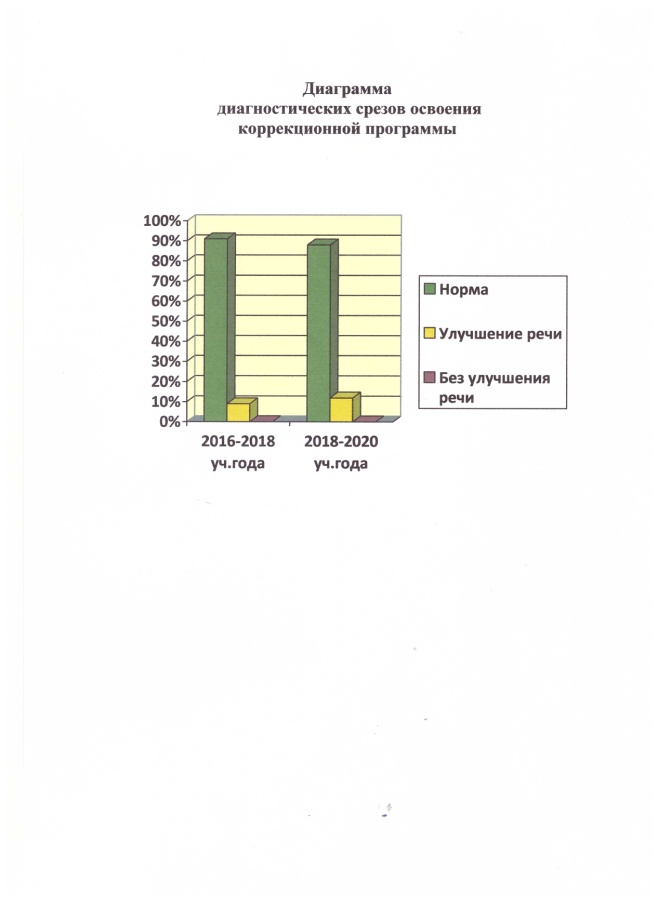 Диаграмма
диагностических срезов освоения
коррекционной программы
100%
90%
80%
70%
60%
50%
40%
30%
20%
10%
0%
2016-2018
уч.года
2018-2020
уч.года
Норма
Улучшение речи
Без улучшения
речи